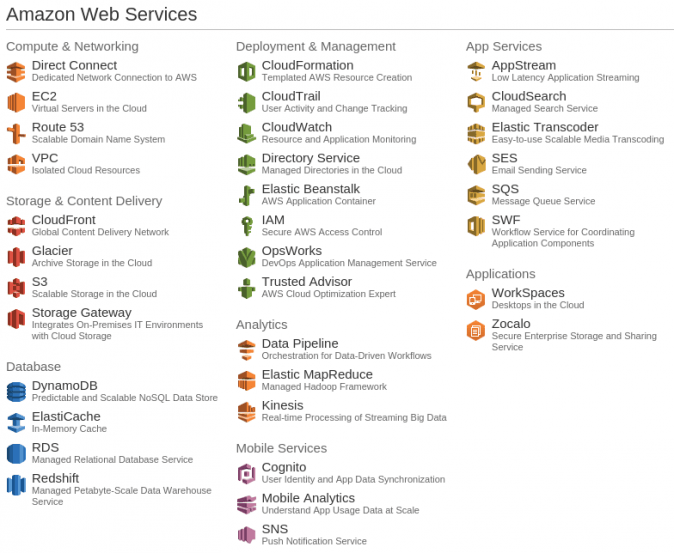 Amazon Web Services
Compute & Networking
Direct Connect
Dedicated Network Connection to AWS
EC2
Virtual Servers in the Cloud
Route 53
Scalable Domain Name System
VPC
Isolated Cloud Resources
Storage & Content Delivery
CloudFront
Global Content Delivery Network
Glacier
Archive Storage in the Cloud
S3
Scalable Storage in the Cloud
Storage Gateway
Integrates On-Premises IT Environments
with Cloud Storage
Database
DynamoDB
Predictable and Scalable NoSQL Data Store
ElastiCache
In-Memory Cache
RDS
Managed Relational Database Service
Redshift
Managed Petabyte-Scale Data Warehouse
Service
Deployment & Management
CloudFormation
Templated AWS Resource Creation
CloudTrail
User Activity and Change Tracking
CloudWatch
Resource and Application Monitoring
Directory Service
Managed Directories in the Cloud
Elastic Beanstalk
AWS Application Container
IAM
Secure AWS Access Control
OpsWorks
DevOps Application Management Service
Trusted Advisor
AWS Cloud Optimization Expert
Analytics
Data Pipeline
Orchestration for Data-Driven Workflows
Elastic MapReduce
Managed Hadoop Framework
Kinesis
Real-time Processing of Streaming Big Data
Mobile Services
Cognito
User Identity and App Data Synchronization
Mobile Analytics
Understand App Usage Data at Scale
SNS
Push Notification Service
App Services
AppStream
Low Latency Application Streaming
CloudSearch
Managed Search Service
Elastic Transcoder
Easy-to-use Scalable Media Transcoding
SES
Email Sending Service
SQS
Message Queue Service
SWF
Workflow Service for Coordinating
Application Components
Applications
WorkSpaces
Desktops in the Cloud
Zocalo
Secure Enterprise Storage and Sharing
Service